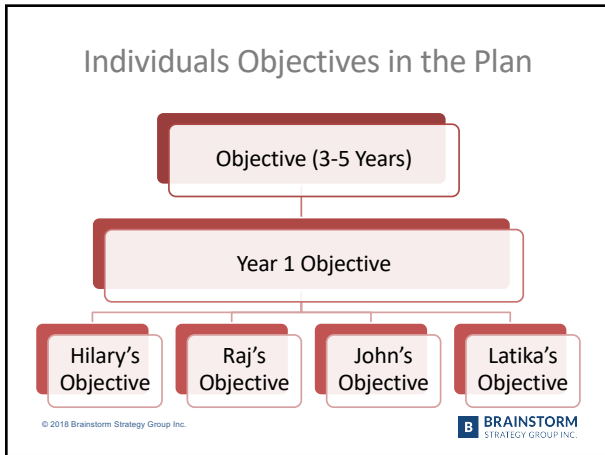 Individuals Objectives in the Plan
Objective (3-5 Years)
Year 1 Objective
Hilary's
Objective
Raj's
Objective
John's
Objective
Latika's
Objective
© 2018 Brainstorm Strategy Group Inc.
B BRAINSTORM
STRATEGY GROUP INC.